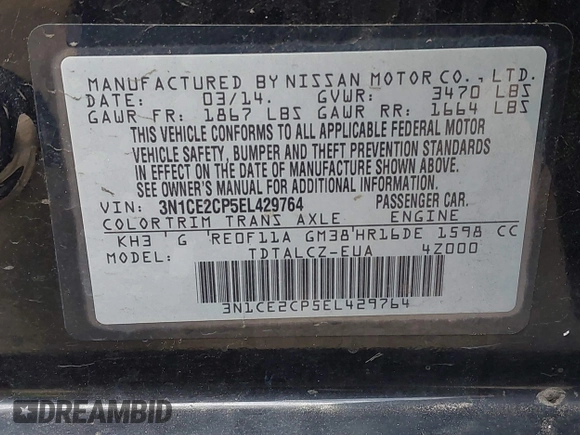 MANUFACTURED BY NISSAN MOTOR CO., LTD.
DATE: 03/14. GVWR: 3470 LBS
GAWR FR: 1867 LBS GAWR RR: 1664 LBS
THIS VEHICLE CONFORMS TO ALL APPLICABLE FEDERAL MOTOR
VEHICLE SAFETY, BUMPER AND THEFT PREVENTION STANDARDS
IN EFFECT ON THE DATE OF MANUFACTURE SHOWN ABOVE.
SEE OWNER'S MANUAL FOR ADDITIONAL INFORMATION.
VIN: 3N1CE2CP5EL429764 PASSENGER CAR.
COLOR TRIM TRANS AXLE ENGINE
KH3 G RE0F11A GM38 HR16DE 1598 CC
MODEL: TDTALCZ-EUA 4Z000
3N1CE2CP5EL429764
DREAMBID